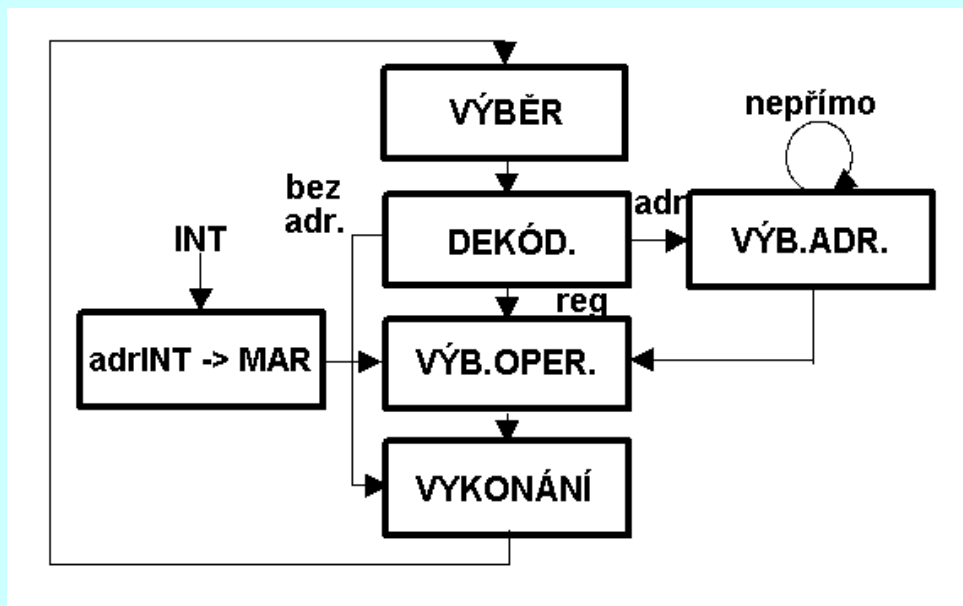 VÝBĚR
nepřímo
bez
adr.
DEKÓD.
adr
VÝB.ADR.
INT
reg
adrINT -> MAR
VÝB.OPER.
VYKONÁNÍ